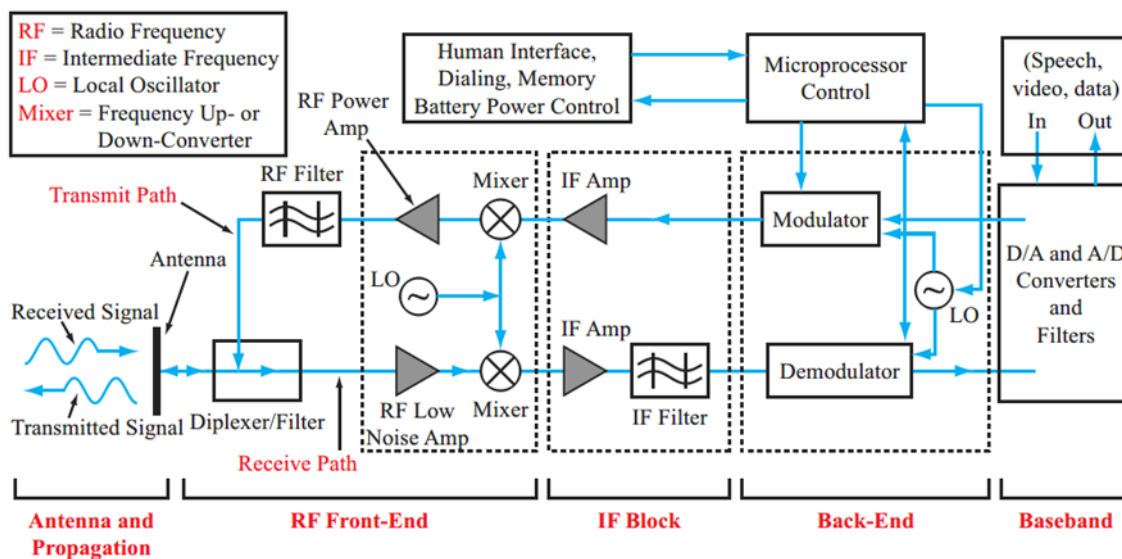 RF = Radio Frequency
IF = Intermediate Frequency
LO = Local Oscillator
Mixer = Frequency Up- or
Down-Converter
Human Interface,
Dialing, Memory
Battery Power Control
Microprocessor
Control
(Speech,
video, data)
In Out
RF Power
Amp
Transmit Path
RF Filter
Mixer
IF Amp
Modulator
D/A and A/D
Converters
and
Filters
Antenna
LO
LO
Received Signal
IF Amp
Transmitted Signal
Diplexer/Filter
RF Low
Noise Amp
Mixer
IF Filter
Demodulator
Receive Path
Antenna and
Propagation
RF Front-End
IF Block
Back-End
Baseband